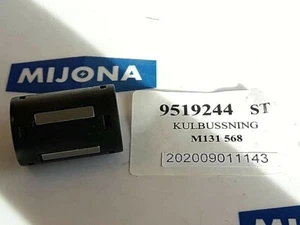 MIJONA
9519244 ST
KULBUSSNING
M131 568
202009011143